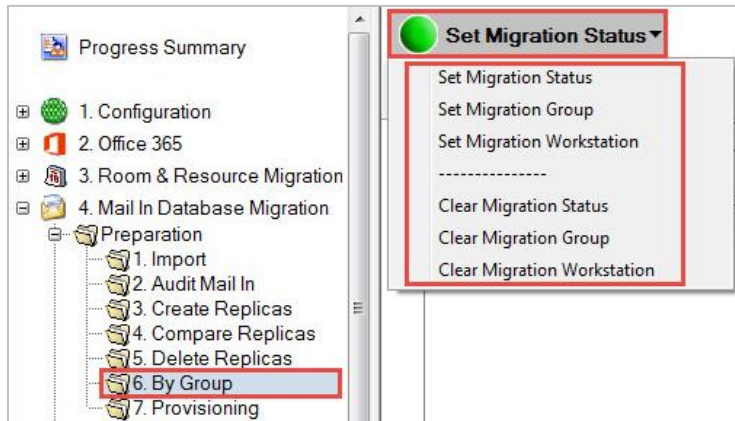 Progress Summary
1. Configuration
2. Office 365
3. Room & Resource Migration
4. Mail In Database Migration
Preparation
1. Import
2. Audit Mail In
3. Create Replicas
4. Compare Replicas
5. Delete Replicas
6. By Group
7. Provisioning
Set Migration Status
Set Migration Status
Set Migration Group
Set Migration Workstation
---------------
Clear Migration Status
Clear Migration Group
Clear Migration Workstation